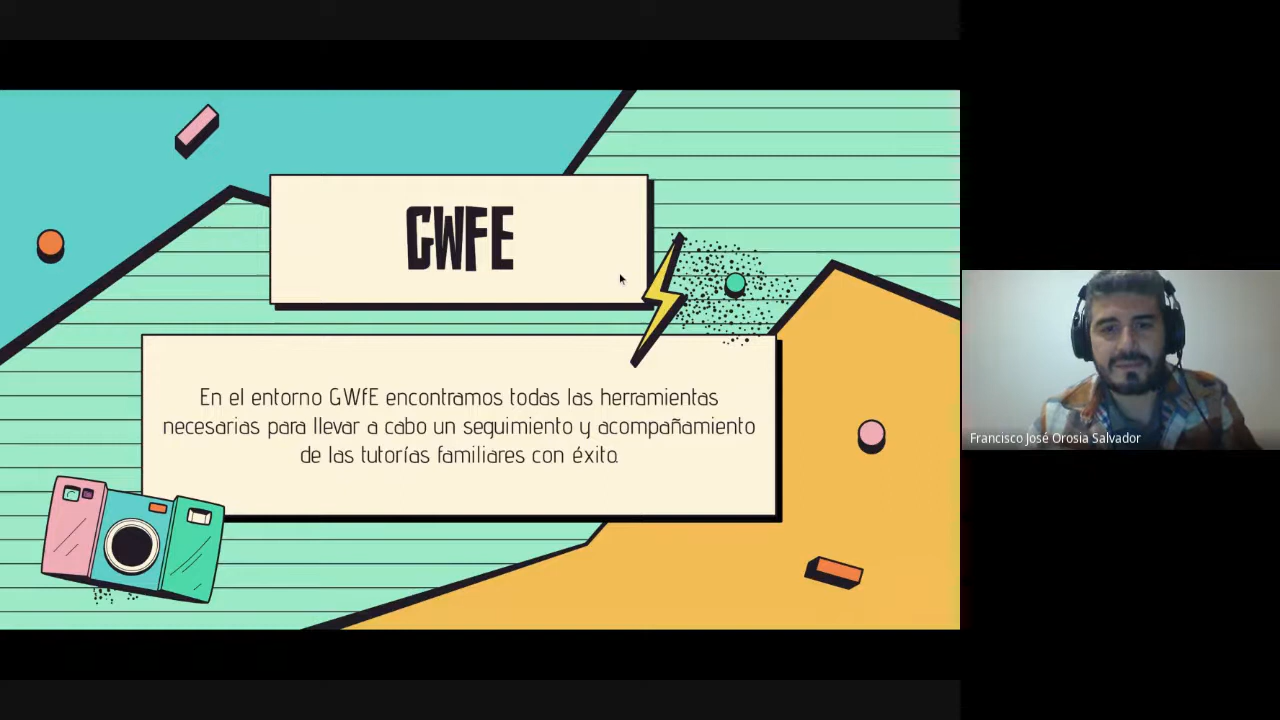 GWFE
En el entorno GWfE encontramos todas las herramientas
necesarias para llevar a cabo un seguimiento y acompañamiento
de las tutorías familiares con éxito.
Francisco José Orosia Salvador